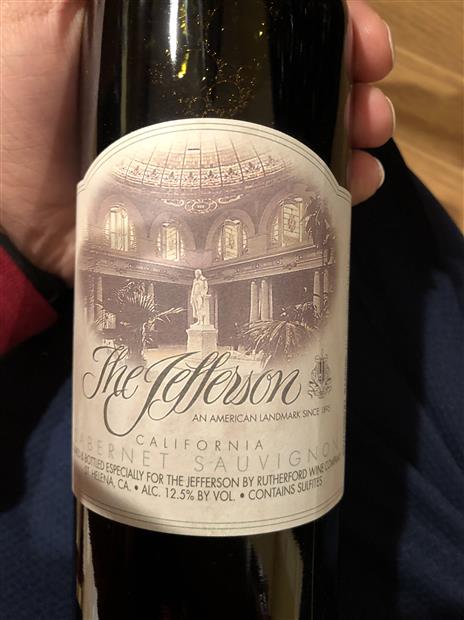 The Jefferson
AN AMERICAN LANDMARK SINCE 1895
CALIFORNIA
CABERNET SAUVIGNON
& BOTTLED ESPECIALLY FOR THE JEFFERSON BY RUTHERFORD WINE COMPANY
ST. HELENA, CA. • ALC. 12.5% BY VOL. • CONTAINS SULFITES